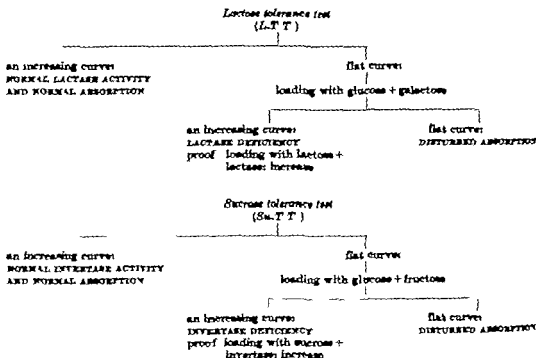 Lactose tolerance test
(L.T T )
an increasing curve:
NORMAL LACTASE ACTIVITY
AND NORMAL ABSORPTION
flat curve:
loading with glucose + galactose
an increasing curve:
LACTASE DEFICIENCY
proof loading with lactose +
lactase: increase
flat curve:
DISTURBED ABSORPTION
Sucrose tolerance test
(Su.T T )
an increasing curve:
NORMAL INVERTASE ACTIVITY
AND NORMAL ABSORPTION
flat curve:
loading with glucose + fructose
an increasing curve:
INVERTASE DEFICIENCY
proof loading with sucrose +
invertase: increase
flat curve:
DISTURBED ABSORPTION